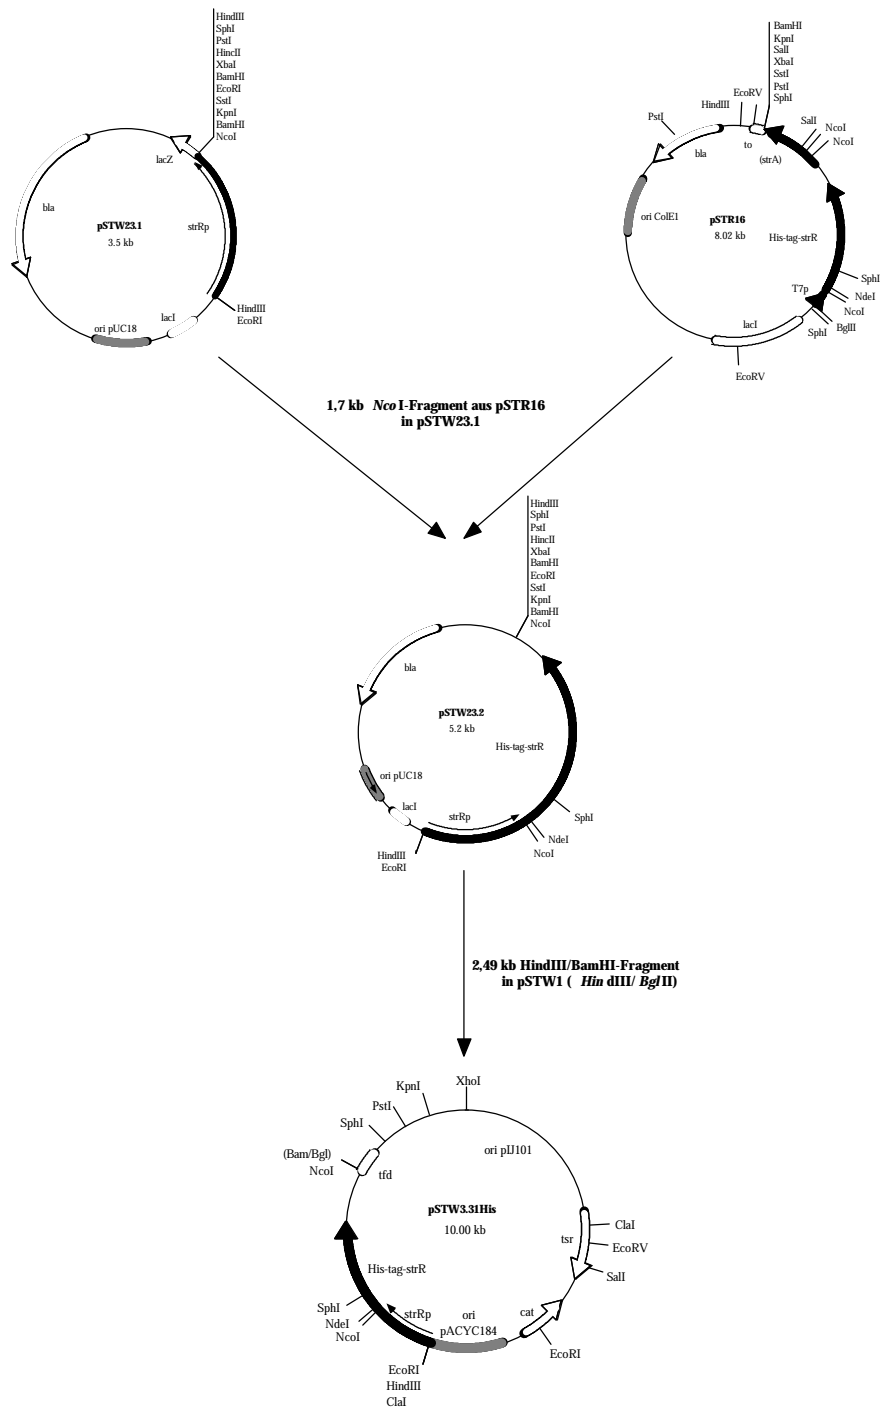 HindIII
SphI
PstI
HincII
XbaI
BamHI
EcoRI
SstI
KpnI
BamHI
NcoI
lacZ
bla
pSTW23.1
3.5 kb
strRp
HindIII
EcoRI
lacI
ori pUC18
BamHI
KpnI
SalI
XbaI
SstI
PstI
SphI
EcoRV
HindIII
PstI
SalI
NcoI
NcoI
to
(strA)
bla
ori ColE1
pSTR16
8.02 kb
His-tag-strR
SphI
T7p
NdeI
NcoI
BglII
SphI
lacI
EcoRV
1,7 kb NcoI-Fragment aus pSTR16
in pSTW23.1
HindIII
SphI
PstI
HincII
XbaI
BamHI
EcoRI
SstI
KpnI
BamHI
NcoI
bla
pSTW23.2
5.2 kb
His-tag-strR
ori pUC18
lacI
strRp
SphI
NdeI
NcoI
HindIII
EcoRI
2,49 kb HindIII/BamHI-Fragment
in pSTW1 ( Hin dIII/ BglII)
XhoI
KpnI
PstI
SphI
(Bam/Bgl)
NcoI
tfd
ori pIJ101
pSTW3.31His
10.00 kb
tsr
ClaI
EcoRV
SalI
His-tag-strR
SphI
NdeI
NcoI
strRp
ori
pACYC184
cat
EcoRI
EcoRI
HindIII
ClaI